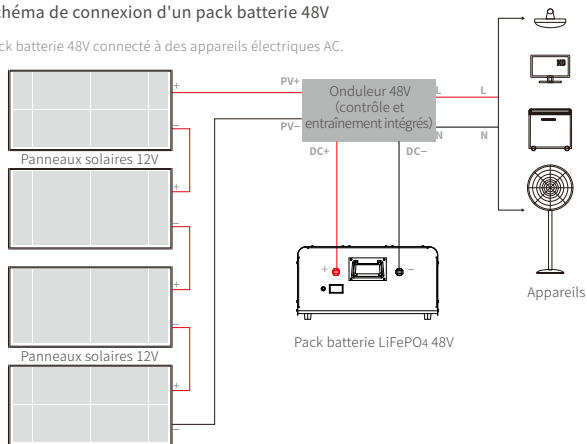 héma de connexion d'un pack batterie 48V
ck batterie 48V connecté à des appareils électriques AC.
+
PV+
Onduleur 48V
(contrôle et
entraînement intégrés)
L
L
HD
–
PV–
N
N
Panneaux solaires 12V
DC+
DC–
+
–
+
+
–
Appareils
–
Pack batterie LiFePO4 48V
Panneaux solaires 12V
+
–